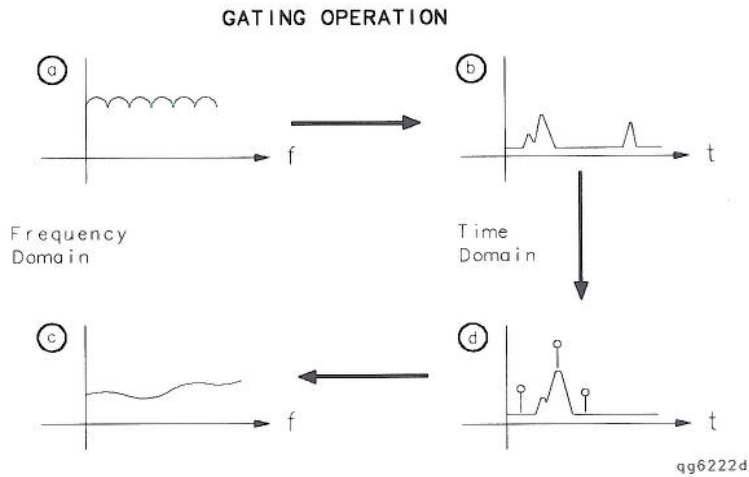 GATING OPERATION
a
b
f
t
Frequency
Domain
Time
Domain
c
d
f
t
qg6222d